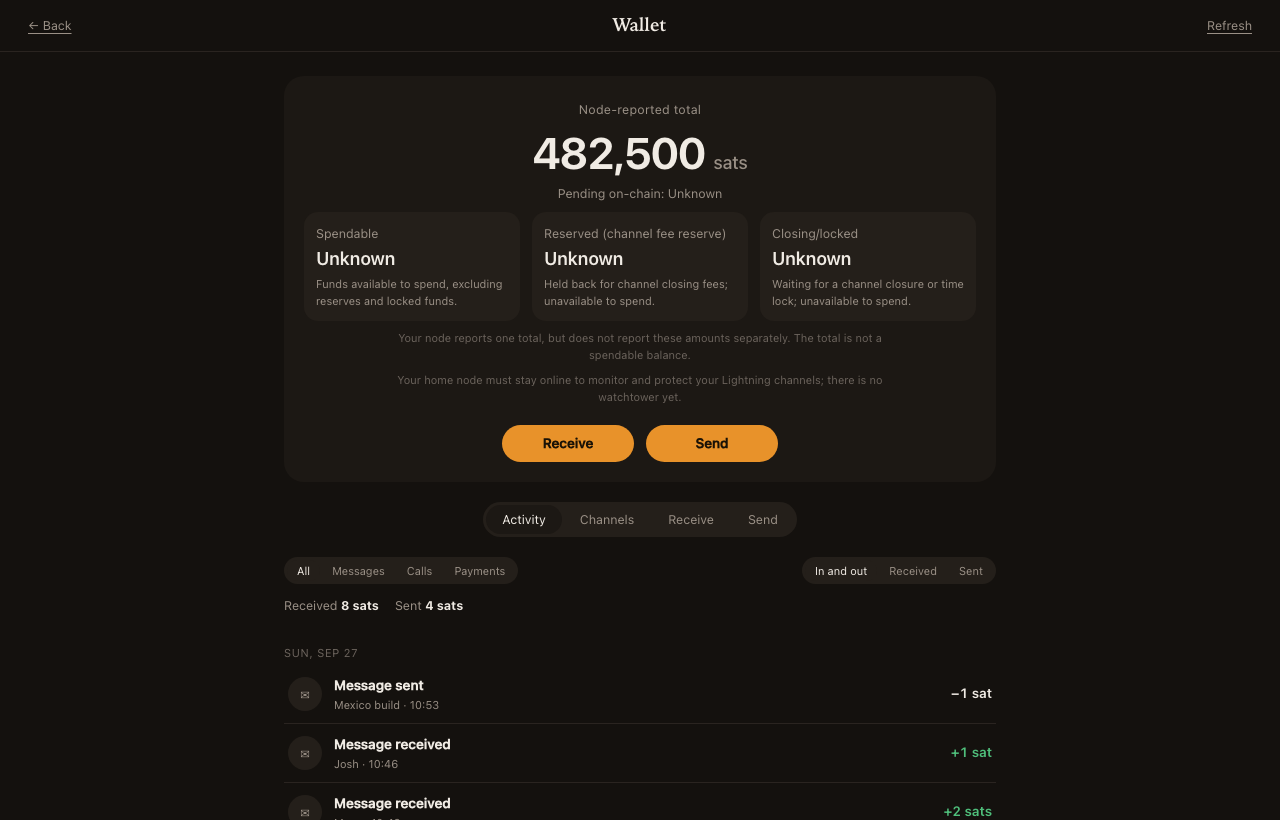 ← Back
Wallet
Refresh
Node-reported total
482,500 sats
Pending on-chain: Unknown
Spendable
Unknown
Funds available to spend, excluding
reserves and locked funds.
Reserved (channel fee reserve)
Unknown
Held back for channel closing fees;
unavailable to spend.
Closing/locked
Unknown
Waiting for a channel closure or time
lock; unavailable to spend.
Your node reports one total, but does not report these amounts separately. The total is not a
spendable balance.
Your home node must stay online to monitor and protect your Lightning channels; there is no
watchtower yet.
Receive
Send
Activity
Channels
Receive
Send
All
Messages
Calls
Payments
In and out
Received
Sent
Received 8 sats
Sent 4 sats
SUN, SEP 27
Message sent
Mexico build · 10:53
−1 sat
Message received
Josh · 10:46
+1 sat
Message received
+2 sats